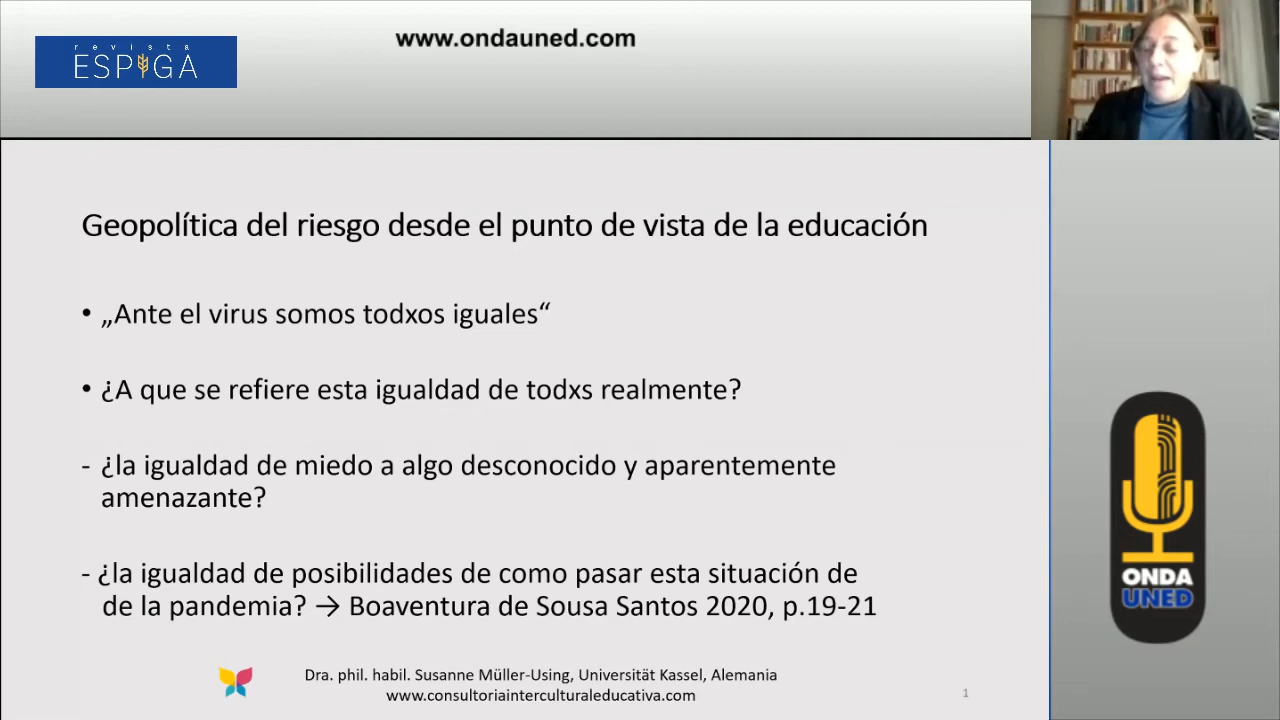 revista
ESPIGA
www.ondauned.com
Geopolítica del riesgo desde el punto de vista de la educación
• „Ante el virus somos todxos iguales“
• ¿A que se refiere esta igualdad de todxs realmente?
- ¿la igualdad de miedo a algo desconocido y aparentemente
amenazante?
- ¿la igualdad de posibilidades de como pasar esta situación de
de la pandemia? → Boaventura de Sousa Santos 2020, p.19-21
ONDA
UNED
Dra. phil. habil. Susanne Müller-Using, Universität Kassel, Alemania
www.consultoriainterculturaleducativa.com
1